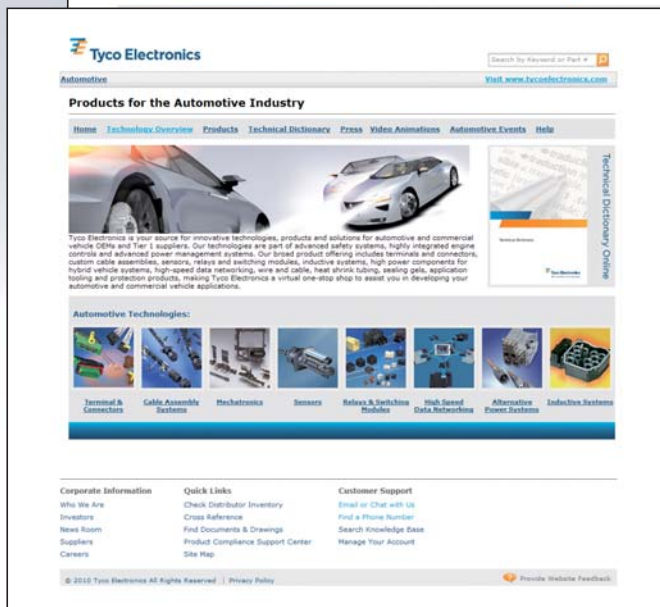 Tyco Electronics
Search by Keyword or Part #
Automotive
Visit www.tycoelectronics.com
Products for the Automotive Industry
Home Technology Overview Products Technical Dictionary Press Video Animations Automotive Events Help
Technical Dictionary Online
Technical Dictionary
Tyco Electronics
Tyco Electronics is your source for innovative technologies, products and solutions for automotive and commercial
vehicle OEMs and Tier 1 suppliers. Our technologies are part of advanced safety systems, highly integrated engine
controls and advanced power management systems. Our broad product offering includes terminals and connectors,
custom cable assemblies, sensors, relays and switching modules, inductive systems, high power components for
hybrid vehicle systems, high-speed data networking, wire and cable, heat shrink tubing, sealing gels, application
tooling and protection products, making Tyco Electronics a virtual one-stop shop to assist you in developing your
automotive and commercial vehicle applications.
Automotive Technologies:
Terminal &
Connectors
Cable Assembly
Systems
Mechatronics
Sensors
Relays & Switching
Modules
High Speed
Data Networking
Alternative
Power Systems
Inductive Systems
Corporate Information
Who We Are
Investors
News Room
Suppliers
Careers
Quick Links
Check Distributor Inventory
Cross Reference
Find Documents & Drawings
Product Compliance Support Center
Site Map
Customer Support
Email or Chat with Us
Find a Phone Number
Search Knowledge Base
Manage Your Account
© 2010 Tyco Electronics All Rights Reserved | Privacy Policy
Provide Website Feedback